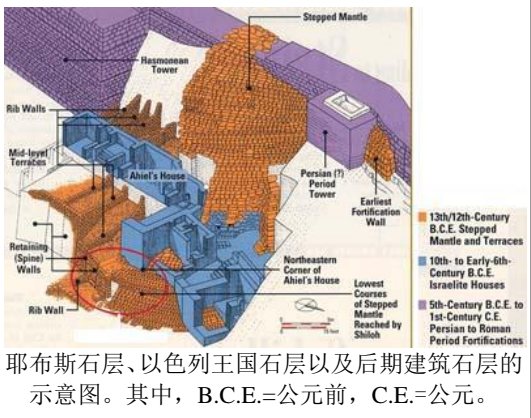 Stepped Mantle
Hasmonean
Tower
Rib Walls
Mid-level
Terraces
Ahiel's House
Persian (?)
Period
Tower
Earliest
Fortification
Wall
Retaining
(Spine)
Walls
Rib Wall
Northeastern
Corner of
Ahiel's House
Lowest
Courses
of Stepped
Mantle
Reached by
Shiloh
13th/12th-Century
B.C.E. Stepped
Mantle and Terraces
10th- to Early-6th-
Century B.C.E.
Israelite Houses
5th-Century B.C.E. to
1st-Century C.E.
Persian to Roman
Period Fortifications
耶布斯石层、以色列王国石层以及后期建筑石层的
示意图。其中，B.C.E.=公元前，C.E.=公元。